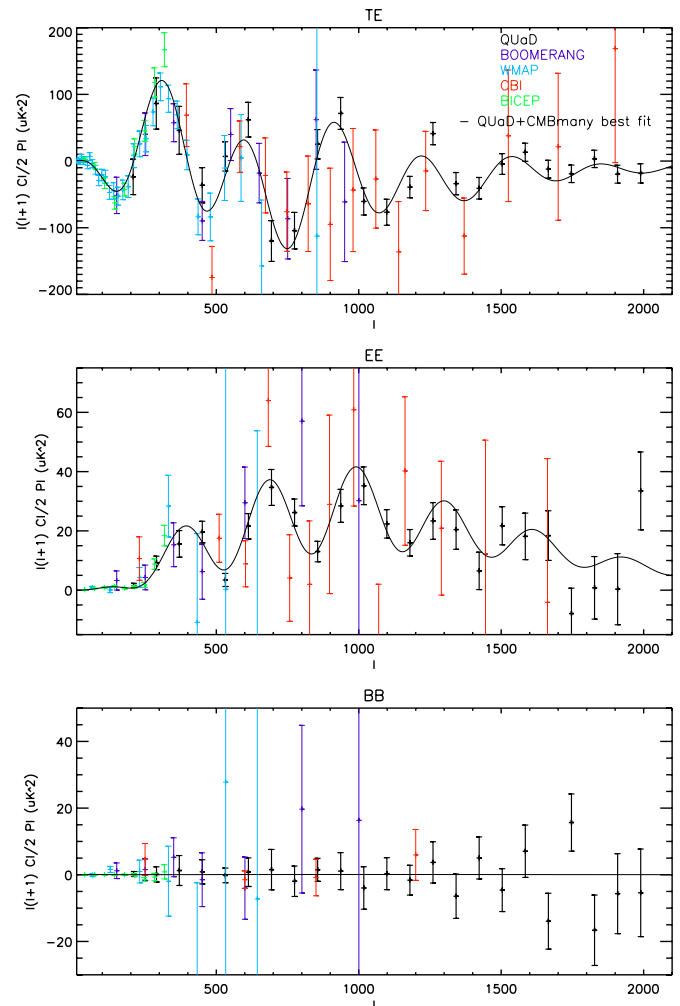 TE
200
100
0
-100
-200
l(l+1) Cl/2 PI (uK^2)
QUaD
BOOMERANG
WMAP
CBI
BICEP
— QUaD+CMBmany best fit
500
1000
1500
2000
l
EE
60
40
20
0
l(l+1) Cl/2 PI (uK^2)
500
1000
1500
2000
l
BB
40
20
0
-20
l(l+1) Cl/2 PI (uK^2)
500
1000
1500
2000
l